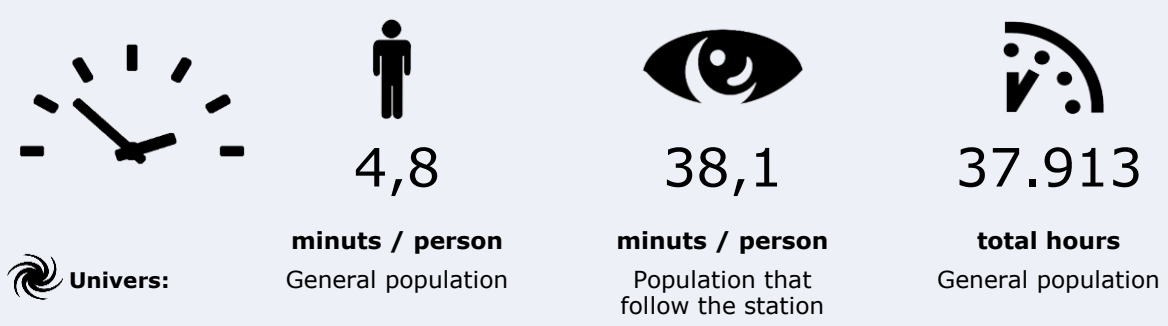 4,8
38,1
37.913
minuts / person
minuts / person
total hours
Univers:
General population
Population that
follow the station
General population